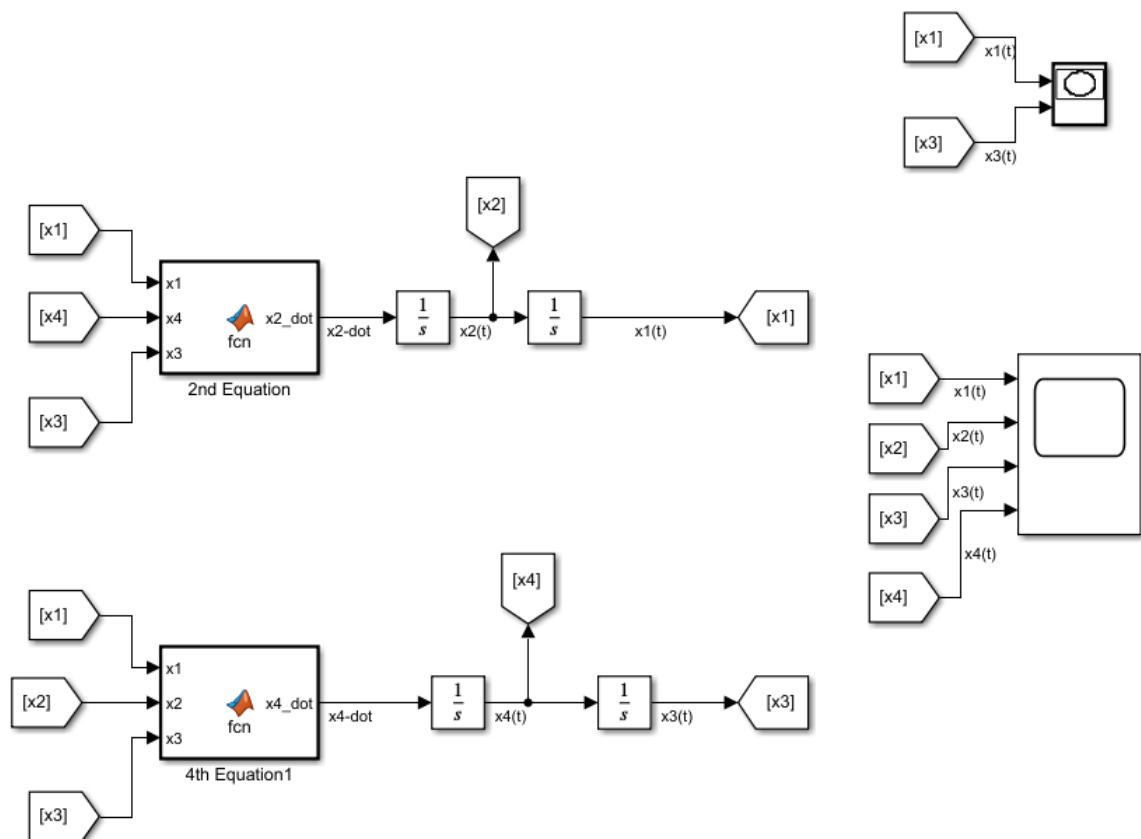 [x1]
x1(t)
[x3]
x3(t)
[x2]
[x1]
[x4]
[x3]
x1
x4
x3
fcn
x2_dot
2nd Equation
x2-dot
1
s
x2(t)
1
s
x1(t)
[x1]
[x1]
x1(t)
[x2]
x2(t)
[x3]
x3(t)
[x4]
x4(t)
[x4]
[x1]
[x2]
[x3]
x1
x2
x3
fcn
x4_dot
4th Equation1
x4-dot
1
s
x4(t)
1
s
x3(t)
[x3]